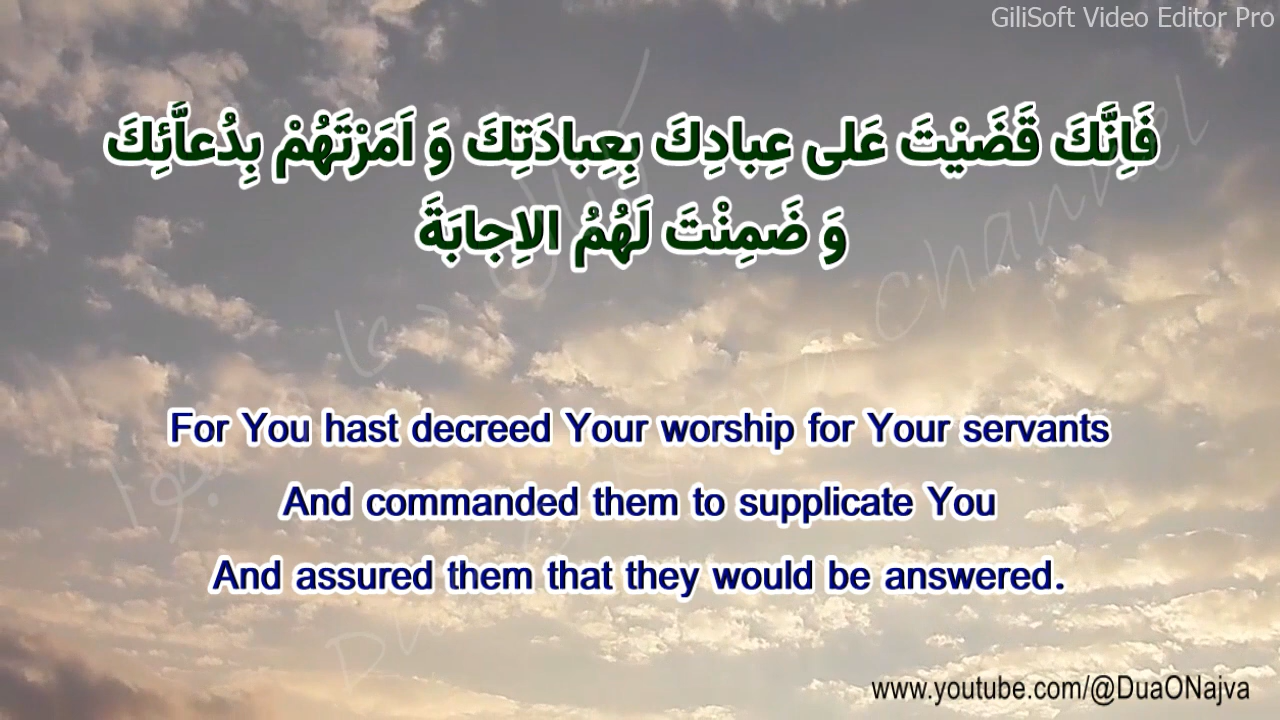 GiliSoft Video Editor Pro
فَاِنَّكَ قَضَيْتَ عَلى عِبادِكَ بِعِبادَتِكَ وَ اَمَرْتَهُمْ بِدُعآَّئِكَ
وَ ضَمِنْتَ لَهُمُ الاِجابَةَ
For You hast decreed Your worship for Your servants
And commanded them to supplicate You
And assured them that they would be answered.
www.youtube.com/@DuaONajva